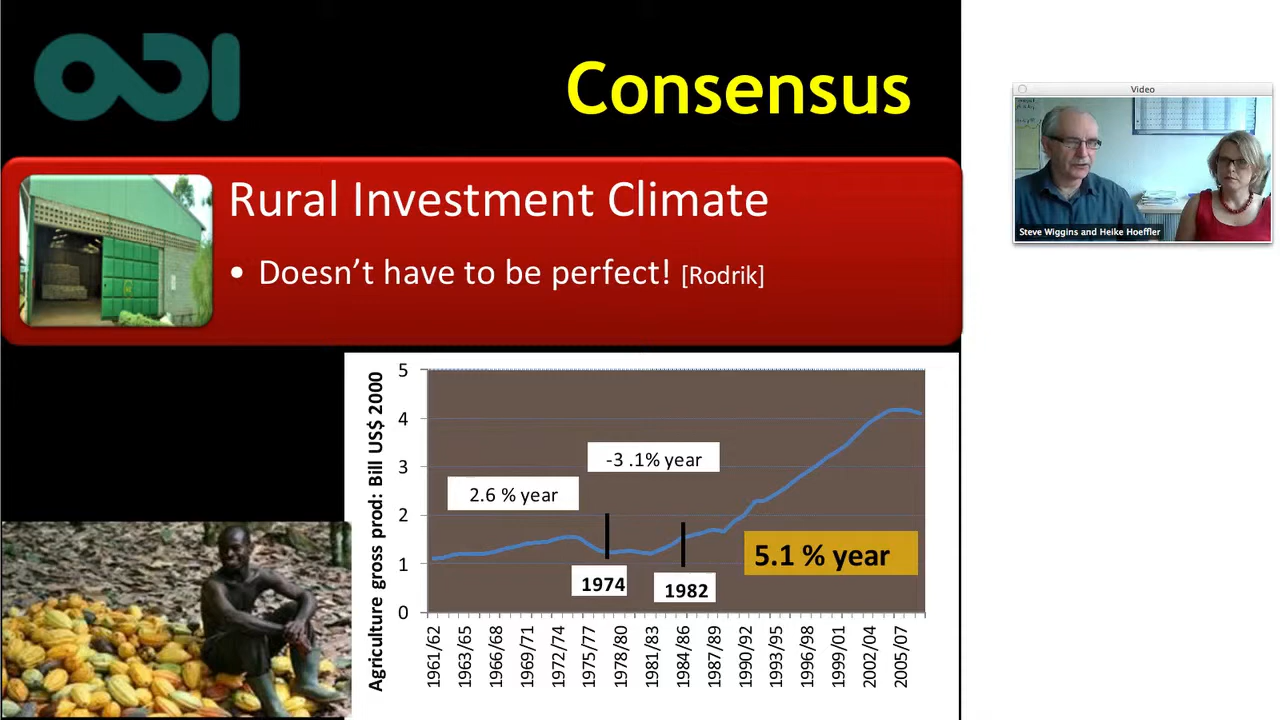 ODI
Consensus
Rural Investment Climate
• Doesn't have to be perfect! [Rodrik]
Video
Steve Wiggins and Heike Hoeffler
Agriculture gross prod: Bill US$ 2000
5
4
3
2
1
0
-3 .1% year
2.6 % year
5.1 % year
1974
1982
1961/62
1963/65
1966/68
1969/71
1972/74
1975/77
1978/80
1981/83
1984/86
1987/89
1990/92
1993/95
1996/98
1999/01
2002/04
2005/07